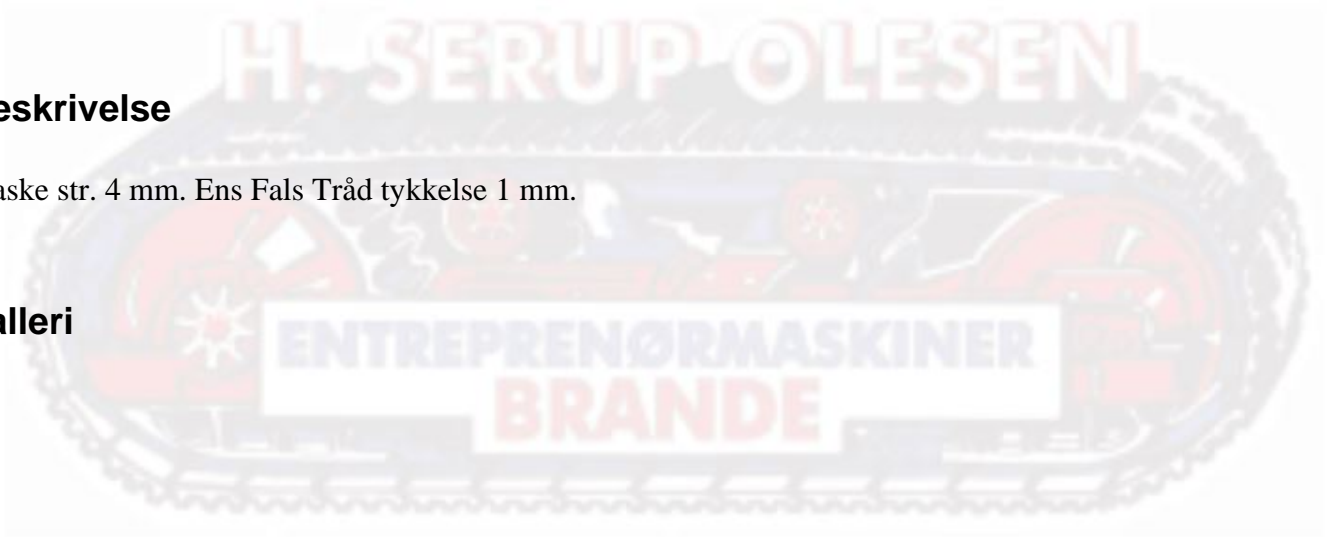 H. SERUP OLESEN
eskrivelse
aske str. 4 mm. Ens Fals Tråd tykkelse 1 mm.
alleri
ENTREPRENØRMASKINER
BRANDE